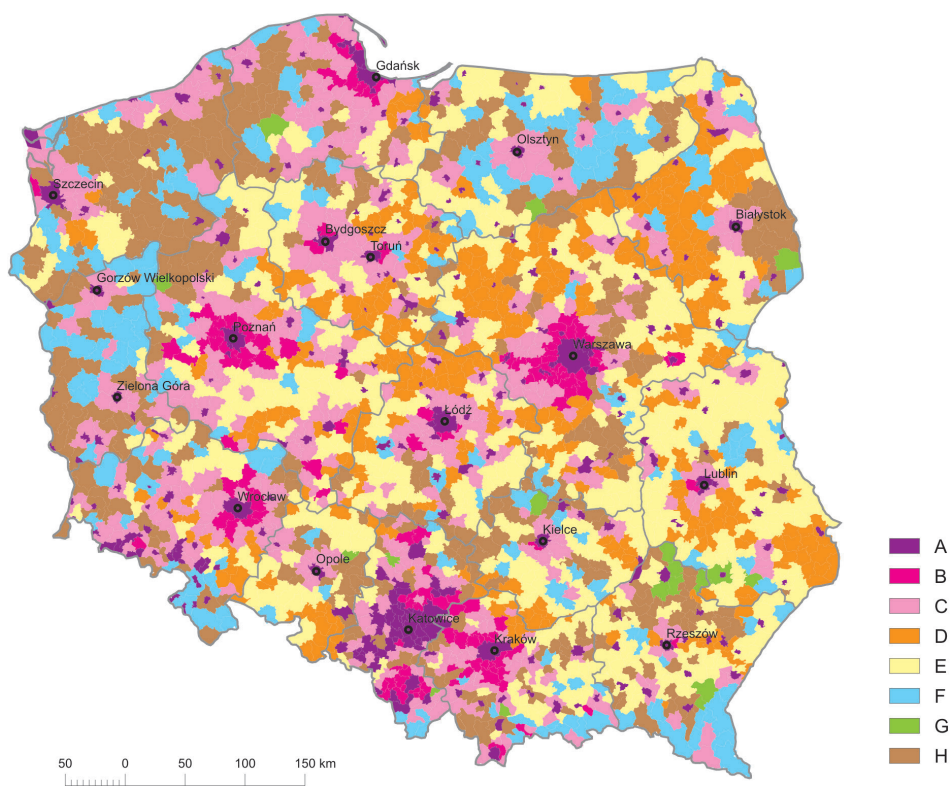 Gdańsk
Olsztyn
Szczecin
Białystok
Bydgoszcz
Toruń
Gorzów Wielkopolski
Poznań
Warszawa
Zielona Góra
Łódź
Lublin
Wrocław
Kielce
Opole
Katowice
Kraków
Rzęszów
A
B
C
D
E
F
G
H
50 0 50 100 150 km